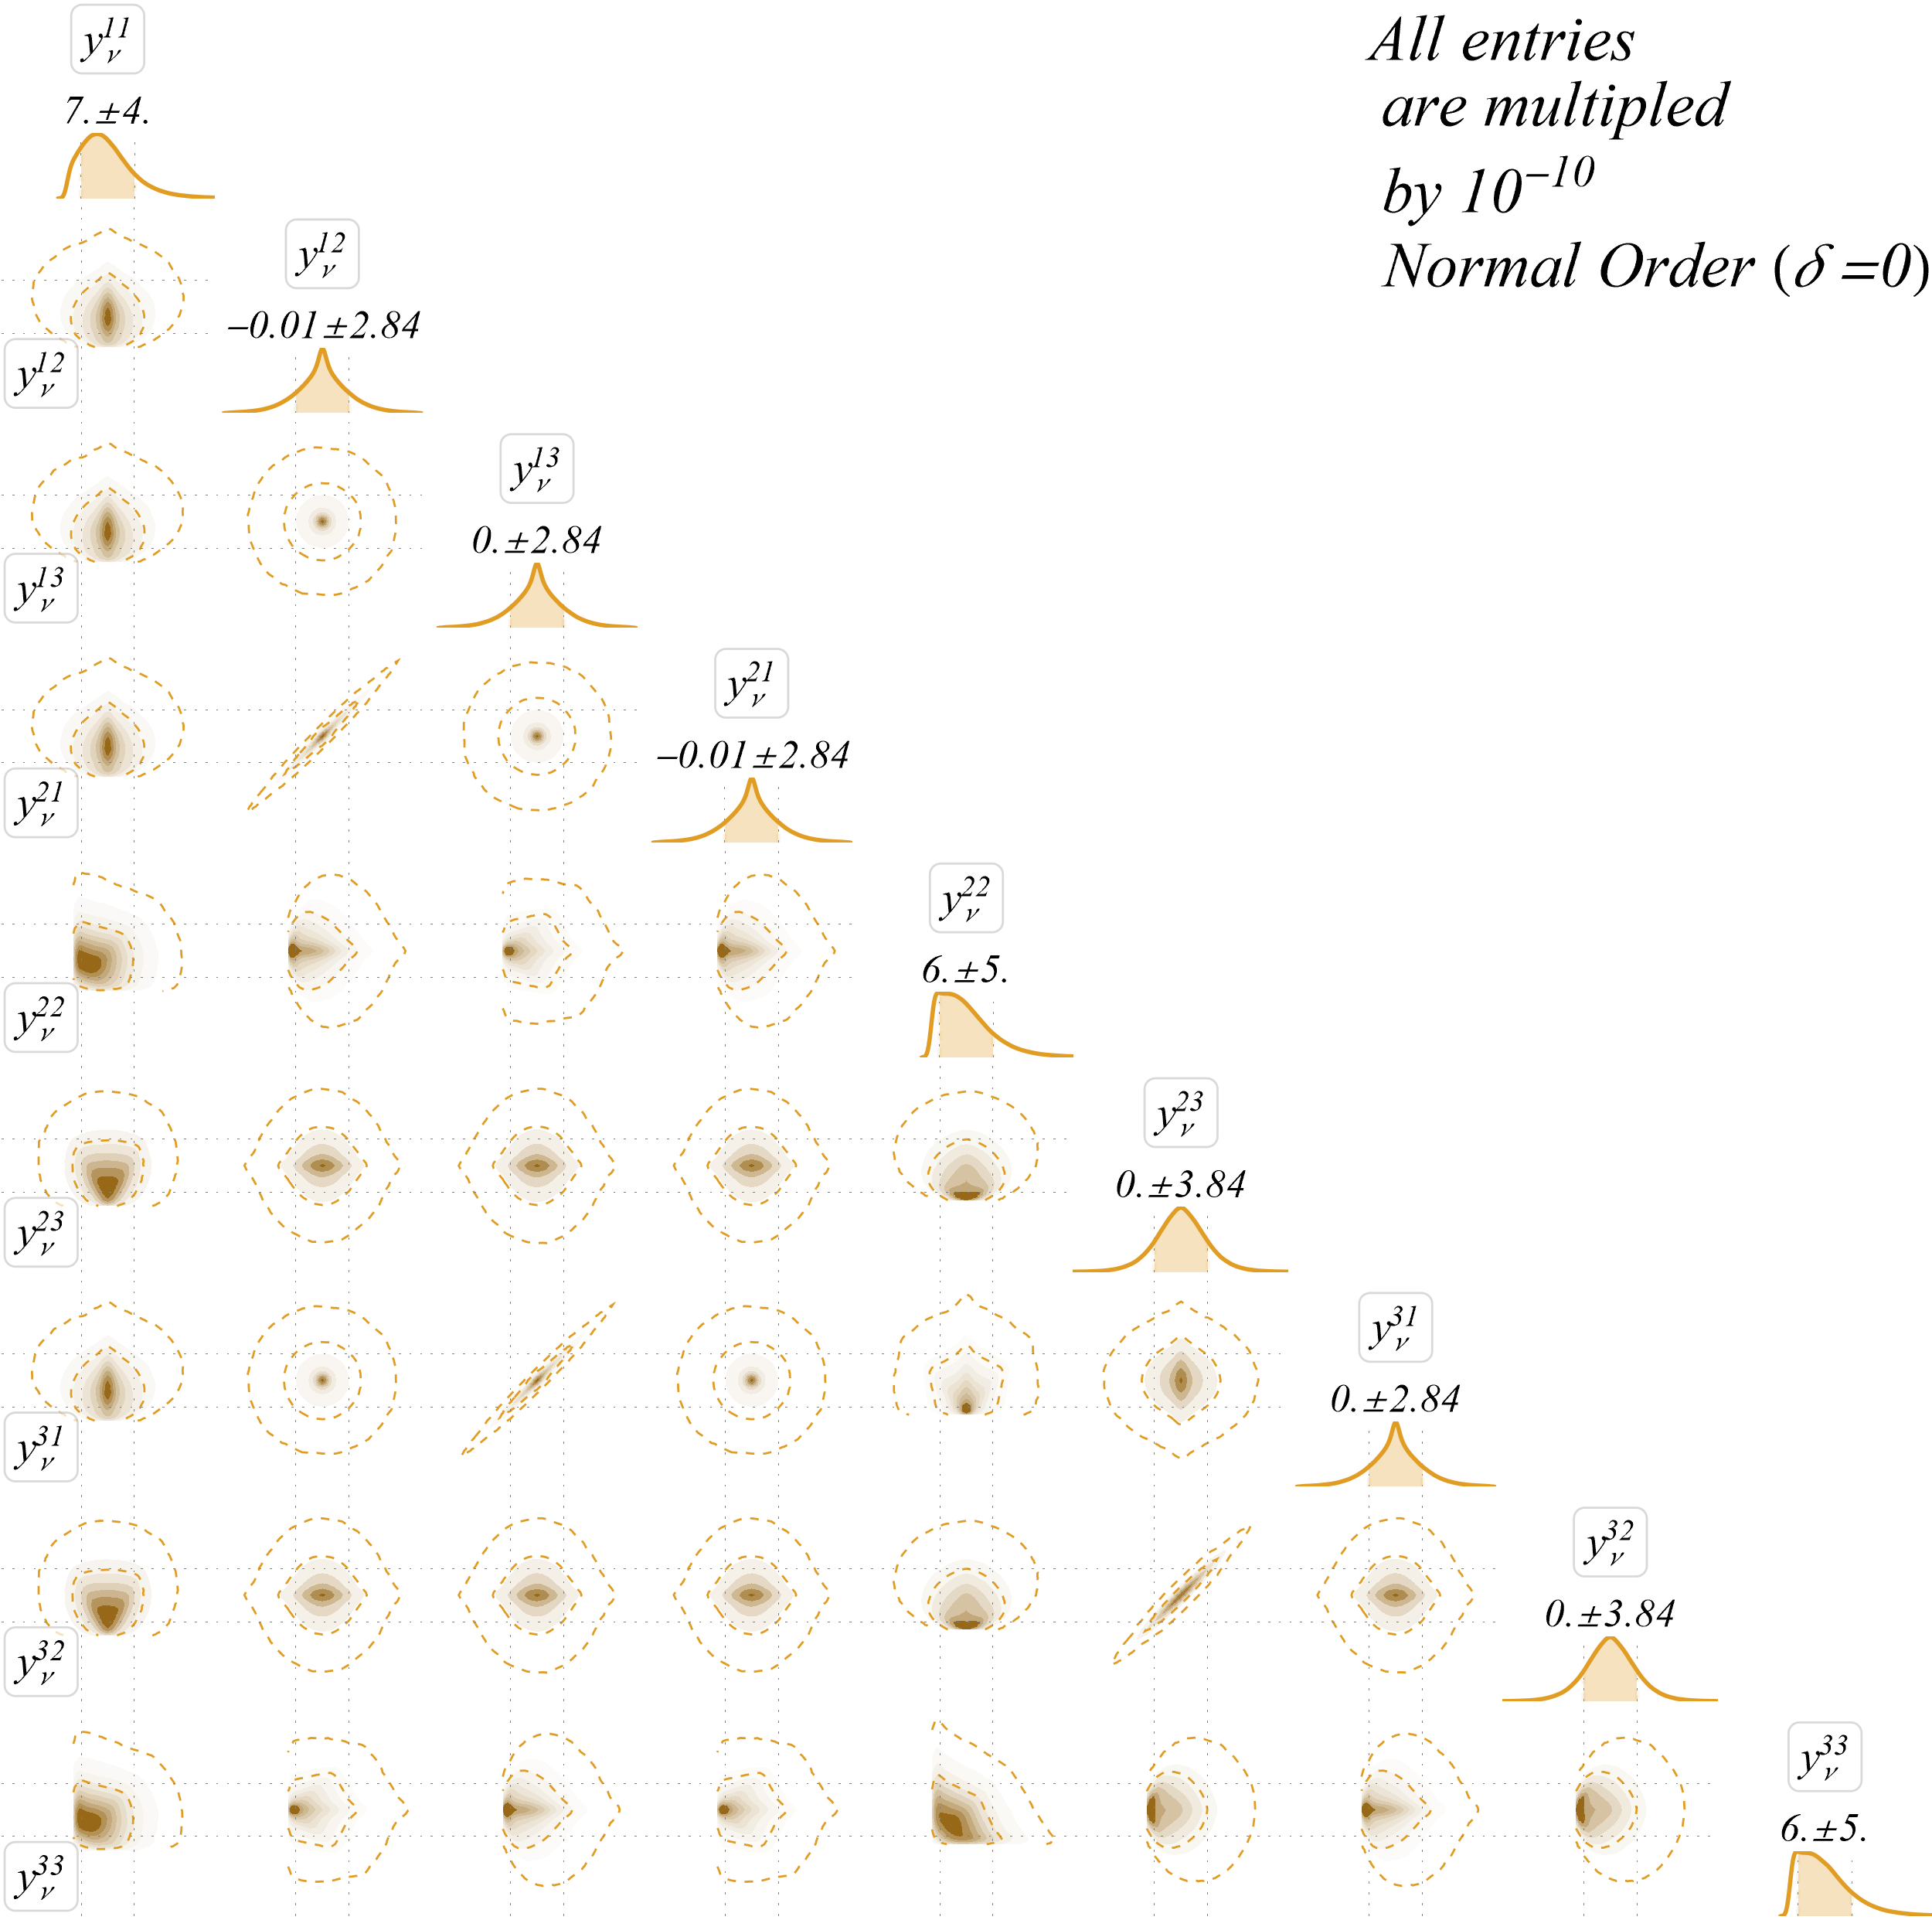 y_ν^{11}
All entries
are multipled
7.±4.
by 10^{−10}
y_ν^{12}
Normal Order (δ =0)
−0.01±2.84
y_ν^{12}
y_ν^{13}
0.±2.84
y_ν^{13}
y_ν^{21}
−0.01±2.84
y_ν^{21}
y_ν^{22}
6.±5.
y_ν^{22}
y_ν^{23}
0.±3.84
y_ν^{23}
y_ν^{31}
0.±2.84
y_ν^{31}
y_ν^{32}
0.±3.84
y_ν^{32}
y_ν^{33}
6.±5.
y_ν^{33}